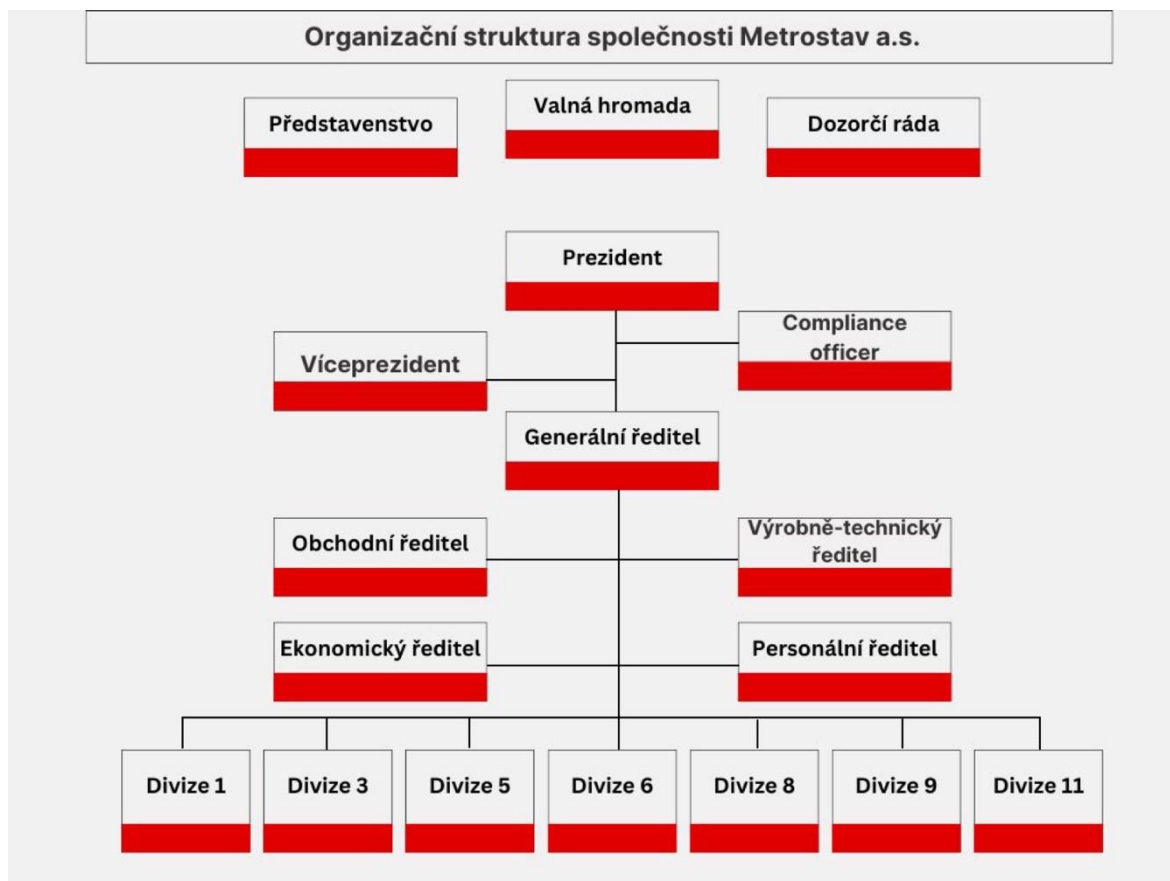 Organizační struktura společnosti Metrostav a.s.
Představenstvo
Valná hromada
Dozorčí ráda
Prezident
Víceprezident
Compliance
officer
Generální ředitel
Obchodní ředitel
Výrobně-technický
ředitel
Ekonomický ředitel
Personální ředitel
Divize 1
Divize 3
Divize 5
Divize 6
Divize 8
Divize 9
Divize 11